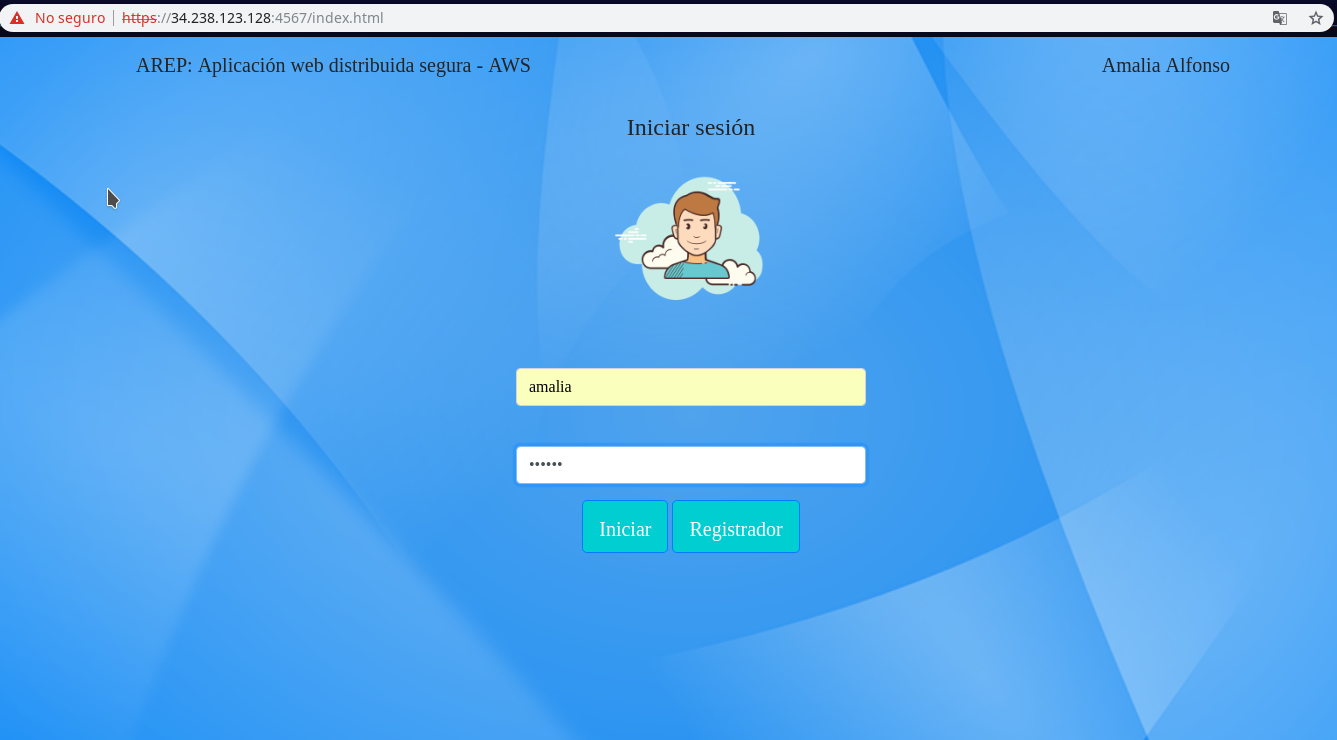 No seguro https://34.238.123.128:4567/index.html
AREP: Aplicación web distribuida segura - AWS Amalia Alfonso
Iniciar sesión
amalia
••••••
Iniciar Registrador